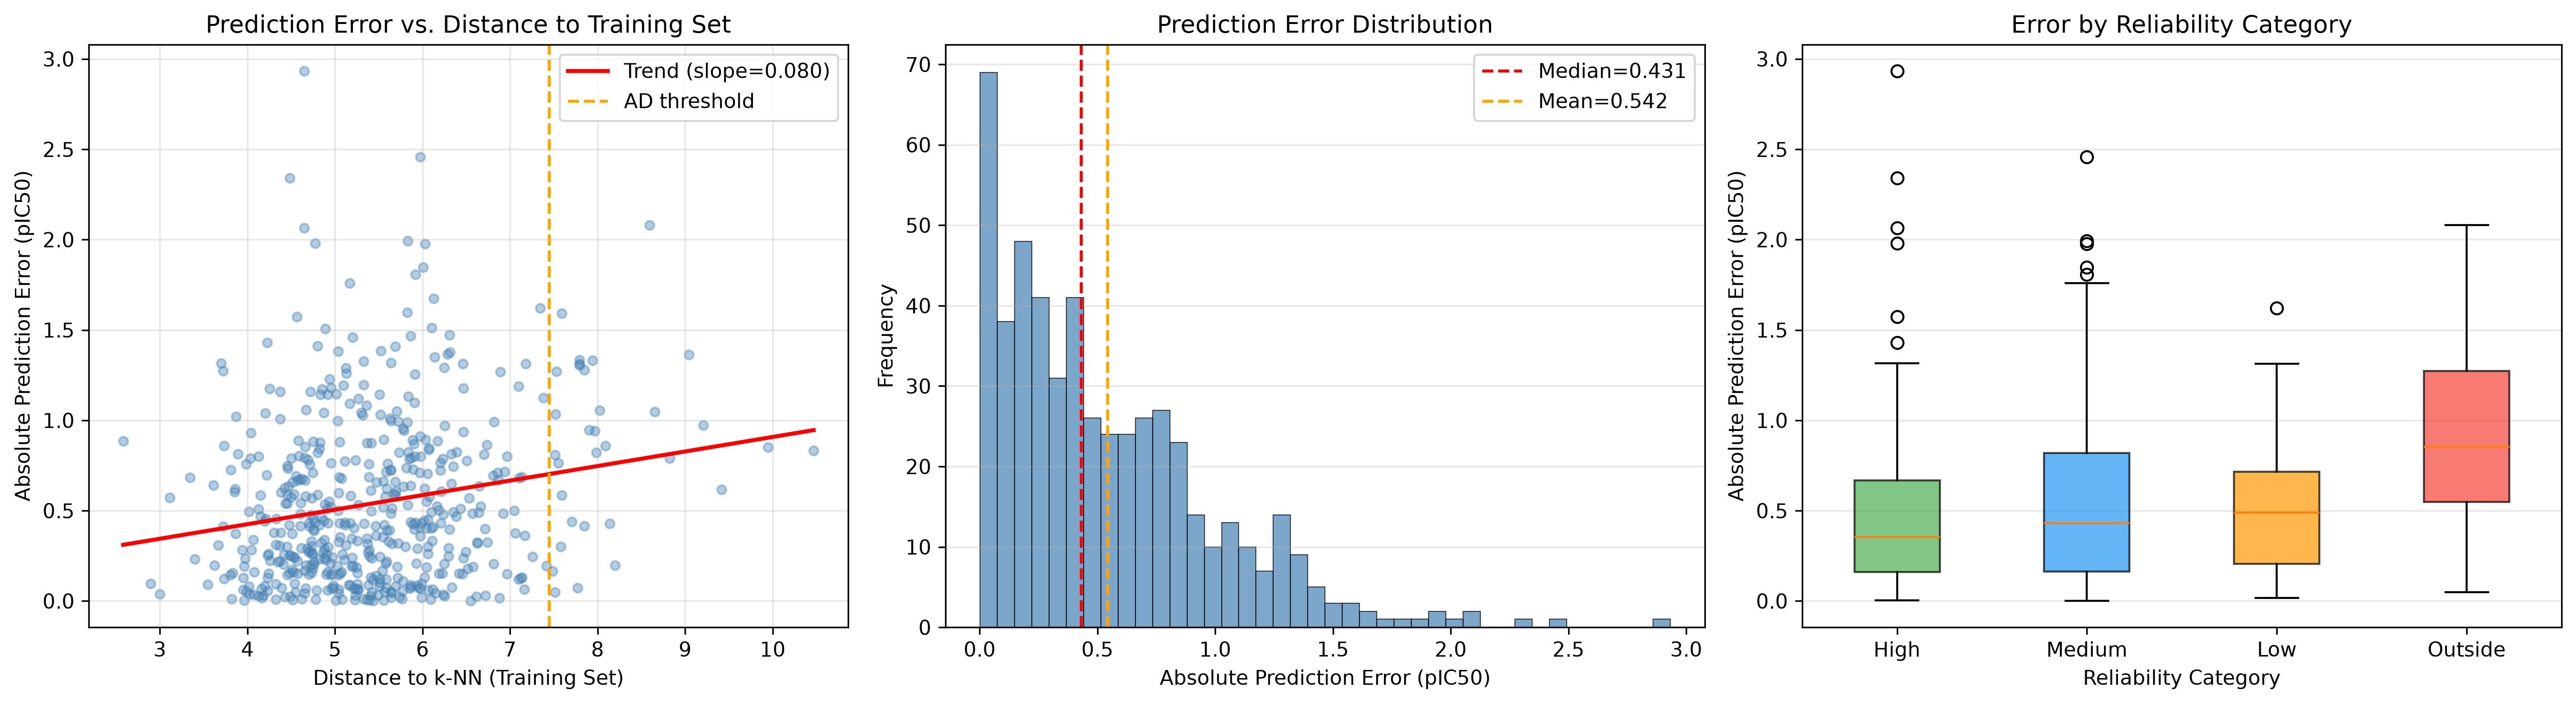 Prediction Error vs. Distance to Training Set
Absolute Prediction Error (pIC50)
3.0
2.5
2.0
1.5
1.0
0.5
0.0
Trend (slope=0.080)
AD threshold
3 4 5 6 7 8 9 10
Distance to k-NN (Training Set)
Prediction Error Distribution
Frequency
70
60
50
40
30
20
10
0
Median=0.431
Mean=0.542
0.0 0.5 1.0 1.5 2.0 2.5 3.0
Absolute Prediction Error (pIC50)
Error by Reliability Category
Absolute Prediction Error (pIC50)
3.0
2.5
2.0
1.5
1.0
0.5
0.0
High Medium Low Outside
Reliability Category